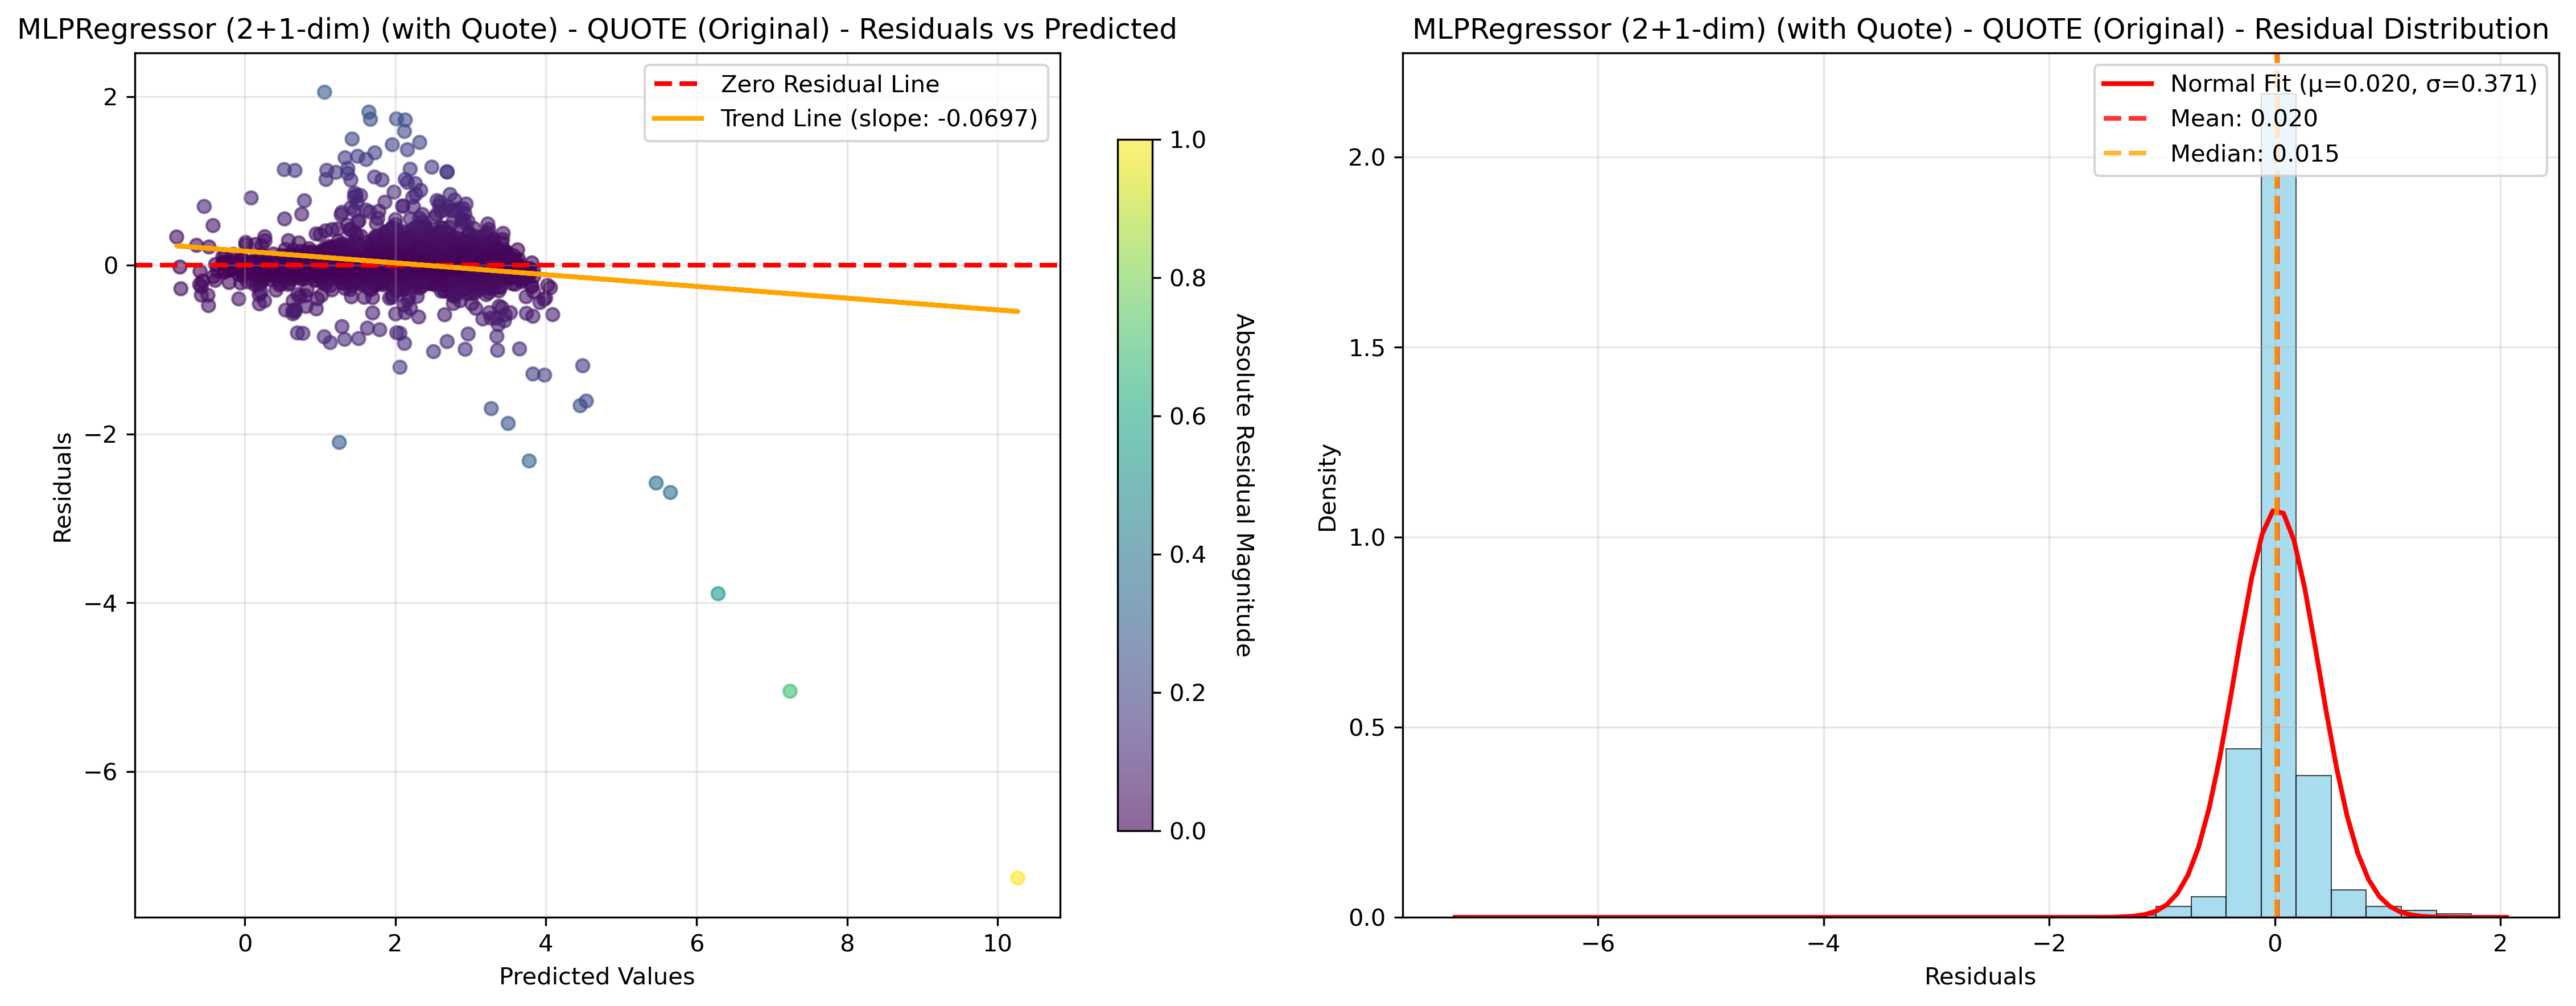 MLPRegressor (2+1-dim) (with Quote) - QUOTE (Original) - Residuals vs Predicted
Zero Residual Line
Trend Line (slope: -0.0697)
2
0
−2
−4
−6
Residuals
0
2
4
6
8
10
Predicted Values
1.0
0.8
0.6
0.4
0.2
0.0
Absolute Residual Magnitude
MLPRegressor (2+1-dim) (with Quote) - QUOTE (Original) - Residual Distribution
Normal Fit (μ=0.020, σ=0.371)
Mean: 0.020
Median: 0.015
2.0
1.5
1.0
0.5
0.0
Density
−6
−4
−2
0
2
Residuals